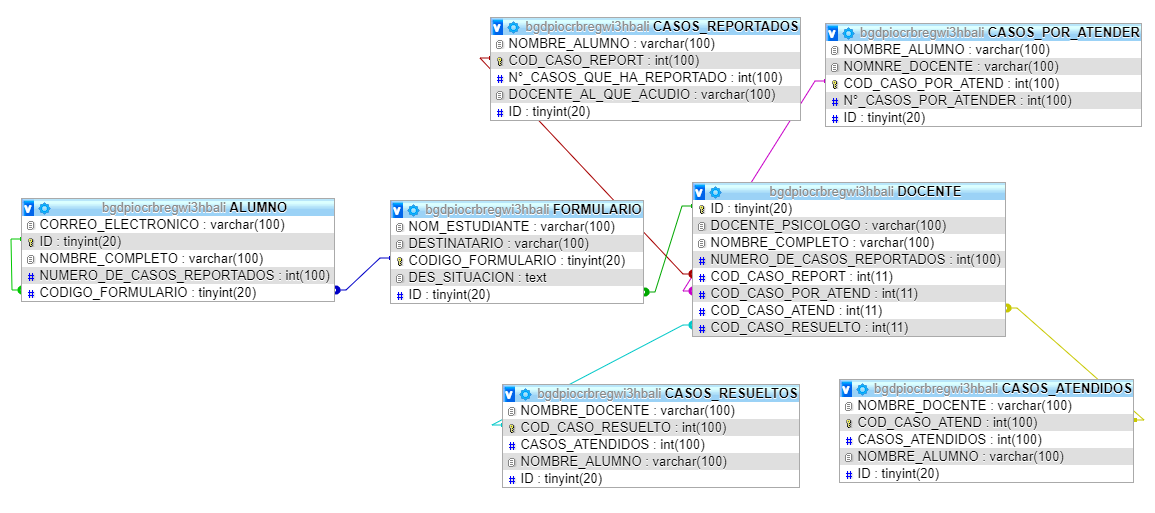 bgdpiocrbregwi3hbali CASOS_REPORTADOS
NOMBRE_ALUMNO : varchar(100)
COD_CASO_REPORT : int(100)
N°_CASOS_QUE_HA_REPORTADO : int(100)
DOCENTE_AL_QUE_ACUDIO : varchar(100)
ID : tinyint(20)
bgdpiocrbregwi3hbali CASOS_POR_ATENDER
NOMBRE_ALUMNO : varchar(100)
NOMNRE_DOCENTE : varchar(100)
COD_CASO_POR_ATEND : int(100)
N°_CASOS_POR_ATENDER : int(100)
ID : tinyint(20)
bgdpiocrbregwi3hbali ALUMNO
CORREO_ELECTRONICO : varchar(100)
ID : tinyint(20)
NOMBRE_COMPLETO : varchar(100)
NUMERO_DE_CASOS_REPORTADOS : int(100)
CODIGO_FORMULARIO : tinyint(20)
bgdpiocrbregwi3hbali FORMULARIO
NOM_ESTUDIANTE : varchar(100)
DESTINATARIO : varchar(100)
CODIGO_FORMULARIO : tinyint(20)
DES_SITUACION : text
ID : tinyint(20)
bgdpiocrbregwi3hbali DOCENTE
ID : tinyint(20)
DOCENTE_PSICOLOGO : varchar(100)
NOMBRE_COMPLETO : varchar(100)
NUMERO_DE_CASOS_REPORTADOS : int(100)
COD_CASO_REPORT : int(11)
COD_CASO_POR_ATEND : int(11)
COD_CASO_ATEND : int(11)
COD_CASO_RESUELTO : int(11)
bgdpiocrbregwi3hbali CASOS_RESUELTOS
NOMBRE_DOCENTE : varchar(100)
COD_CASO_RESUELTO : int(100)
CASOS_ATENDIDOS : int(100)
NOMBRE_ALUMNO : varchar(100)
ID : tinyint(20)
bgdpiocrbregwi3hbali CASOS_ATENDIDOS
NOMBRE_DOCENTE : varchar(100)
COD_CASO_ATEND : int(100)
CASOS_ATENDIDOS : int(100)
NOMBRE_ALUMNO : varchar(100)
ID : tinyint(20)